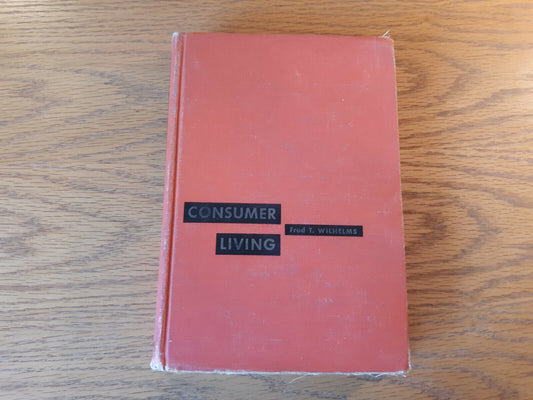 CONSUMER
LIVING
Fred T. WILHELMS